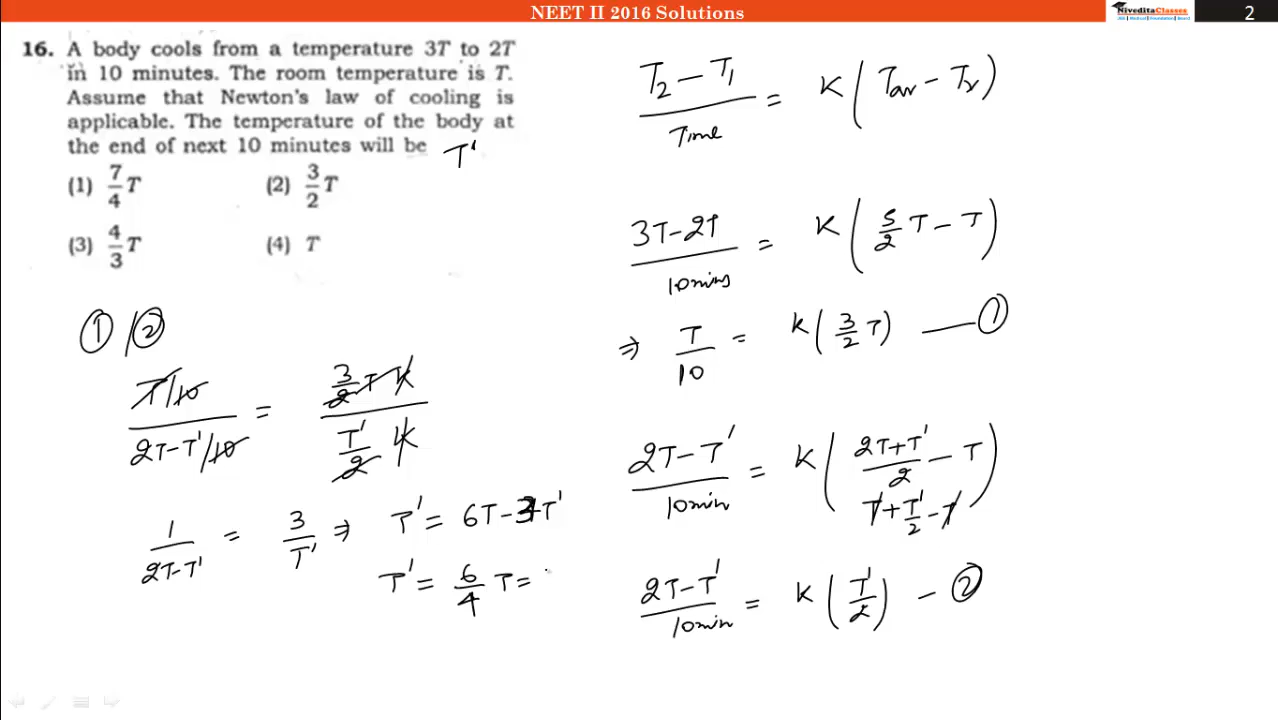 NEET II 2016 Solutions
NiveditaClasses
2
16. A body cools from a temperature 3T to 2T
in 10 minutes. The room temperature is T.
Assume that Newton's law of cooling is
applicable. The temperature of the body at
the end of next 10 minutes will be T'
(1) 7/4 T (2) 3/2 T
(3) 4/3 T (4) T
① / ②
T/10 / 2T-T'/10 = 3/2 T K / T'/2 K
1 / 2T-T' = 3 / T' ⇒ T' = 6T-3T'
T' = 6/4 T =
T₂-T₁ / Time = K(Tav - Tr)
3T-2T / 10mins = K(5/2 T - T)
⇒ T/10 = K(3/2 T) — ①
2T-T' / 10min = K(2T+T' / 2 - T)
T + T'/2 - T
2T-T' / 10min = K(T'/2) - ②